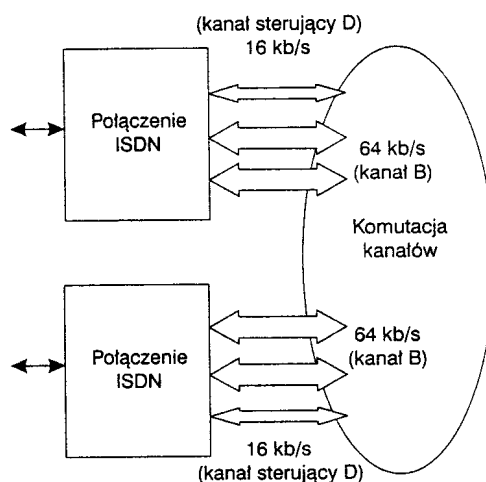 (kanał sterujący D)
16 kb/s
Połączenie
ISDN
64 kb/s
(kanał B)
Komutacja
kanałów
Połączenie
ISDN
64 kb/s
(kanał B)
16 kb/s
(kanał sterujący D)